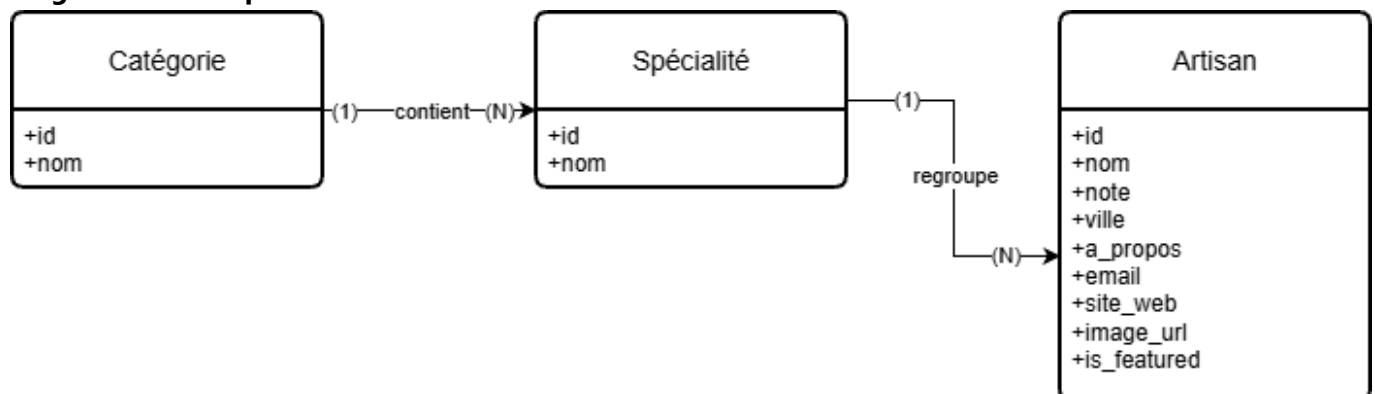 Catégorie
+id
+nom
(1)
contient
(N)
Spécialité
+id
+nom
(1)
regroupe
(N)
Artisan
+id
+nom
+note
+ville
+a_propos
+email
+site_web
+image_url
+is_featured